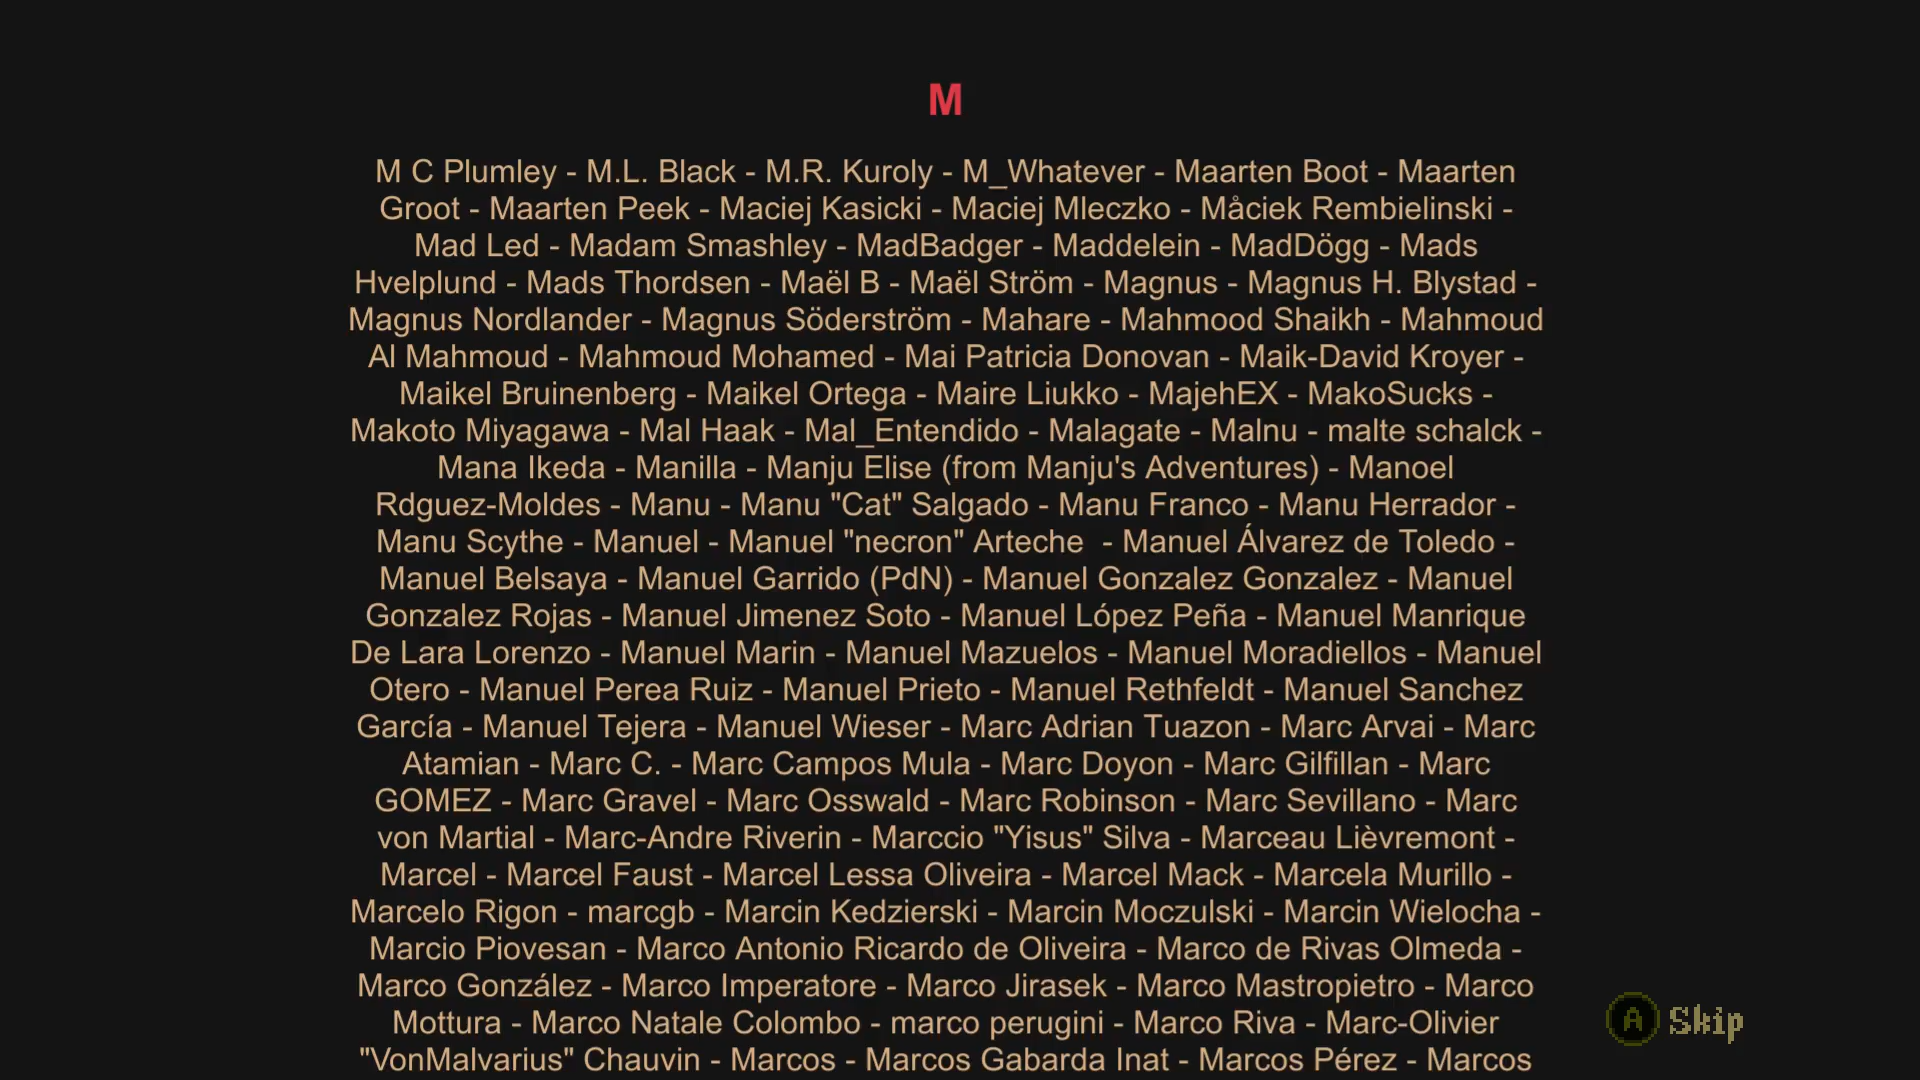 M
M C Plumley - M.L. Black - M.R. Kuroly - M_Whatever - Maarten Boot - Maarten
Groot - Maarten Peek - Maciej Kasicki - Maciej Mleczko - Måciek Rembielinski -
Mad Led - Madam Smashley - MadBadger - Maddelein - MadDögg - Mads
Hvelplund - Mads Thordsen - Maël B - Maël Ström - Magnus - Magnus H. Blystad -
Magnus Nordlander - Magnus Söderström - Mahare - Mahmood Shaikh - Mahmoud
Al Mahmoud - Mahmoud Mohamed - Mai Patricia Donovan - Maik-David Kroyer -
Maikel Bruinenberg - Maikel Ortega - Maire Liukko - MajehEX - MakoSucks -
Makoto Miyagawa - Mal Haak - Mal_Entendido - Malagate - Malnu - malte schalck -
Mana Ikeda - Manilla - Manju Elise (from Manju's Adventures) - Manoel
Rdguez-Moldes - Manu - Manu "Cat" Salgado - Manu Franco - Manu Herrador -
Manu Scythe - Manuel - Manuel "necron" Arteche  - Manuel Álvarez de Toledo -
Manuel Belsaya - Manuel Garrido (PdN) - Manuel Gonzalez Gonzalez - Manuel
Gonzalez Rojas - Manuel Jimenez Soto - Manuel López Peña - Manuel Manrique
De Lara Lorenzo - Manuel Marin - Manuel Mazuelos - Manuel Moradiellos - Manuel
Otero - Manuel Perea Ruiz - Manuel Prieto - Manuel Rethfeldt - Manuel Sanchez
García - Manuel Tejera - Manuel Wieser - Marc Adrian Tuazon - Marc Arvai - Marc
Atamian - Marc C. - Marc Campos Mula - Marc Doyon - Marc Gilfillan - Marc
GOMEZ - Marc Gravel - Marc Osswald - Marc Robinson - Marc Sevillano - Marc
von Martial - Marc-Andre Riverin - Marccio "Yisus" Silva - Marceau Lièvremont -
Marcel - Marcel Faust - Marcel Lessa Oliveira - Marcel Mack - Marcela Murillo -
Marcelo Rigon - marcgb - Marcin Kedzierski - Marcin Moczulski - Marcin Wielocha -
Marcio Piovesan - Marco Antonio Ricardo de Oliveira - Marco de Rivas Olmeda -
Marco González - Marco Imperatore - Marco Jirasek - Marco Mastropietro - Marco
Mottura - Marco Natale Colombo - marco perugini - Marco Riva - Marc-Olivier
"VonMalvarius" Chauvin - Marcos - Marcos Gabarda Inat - Marcos Pérez - Marcos
A Skip